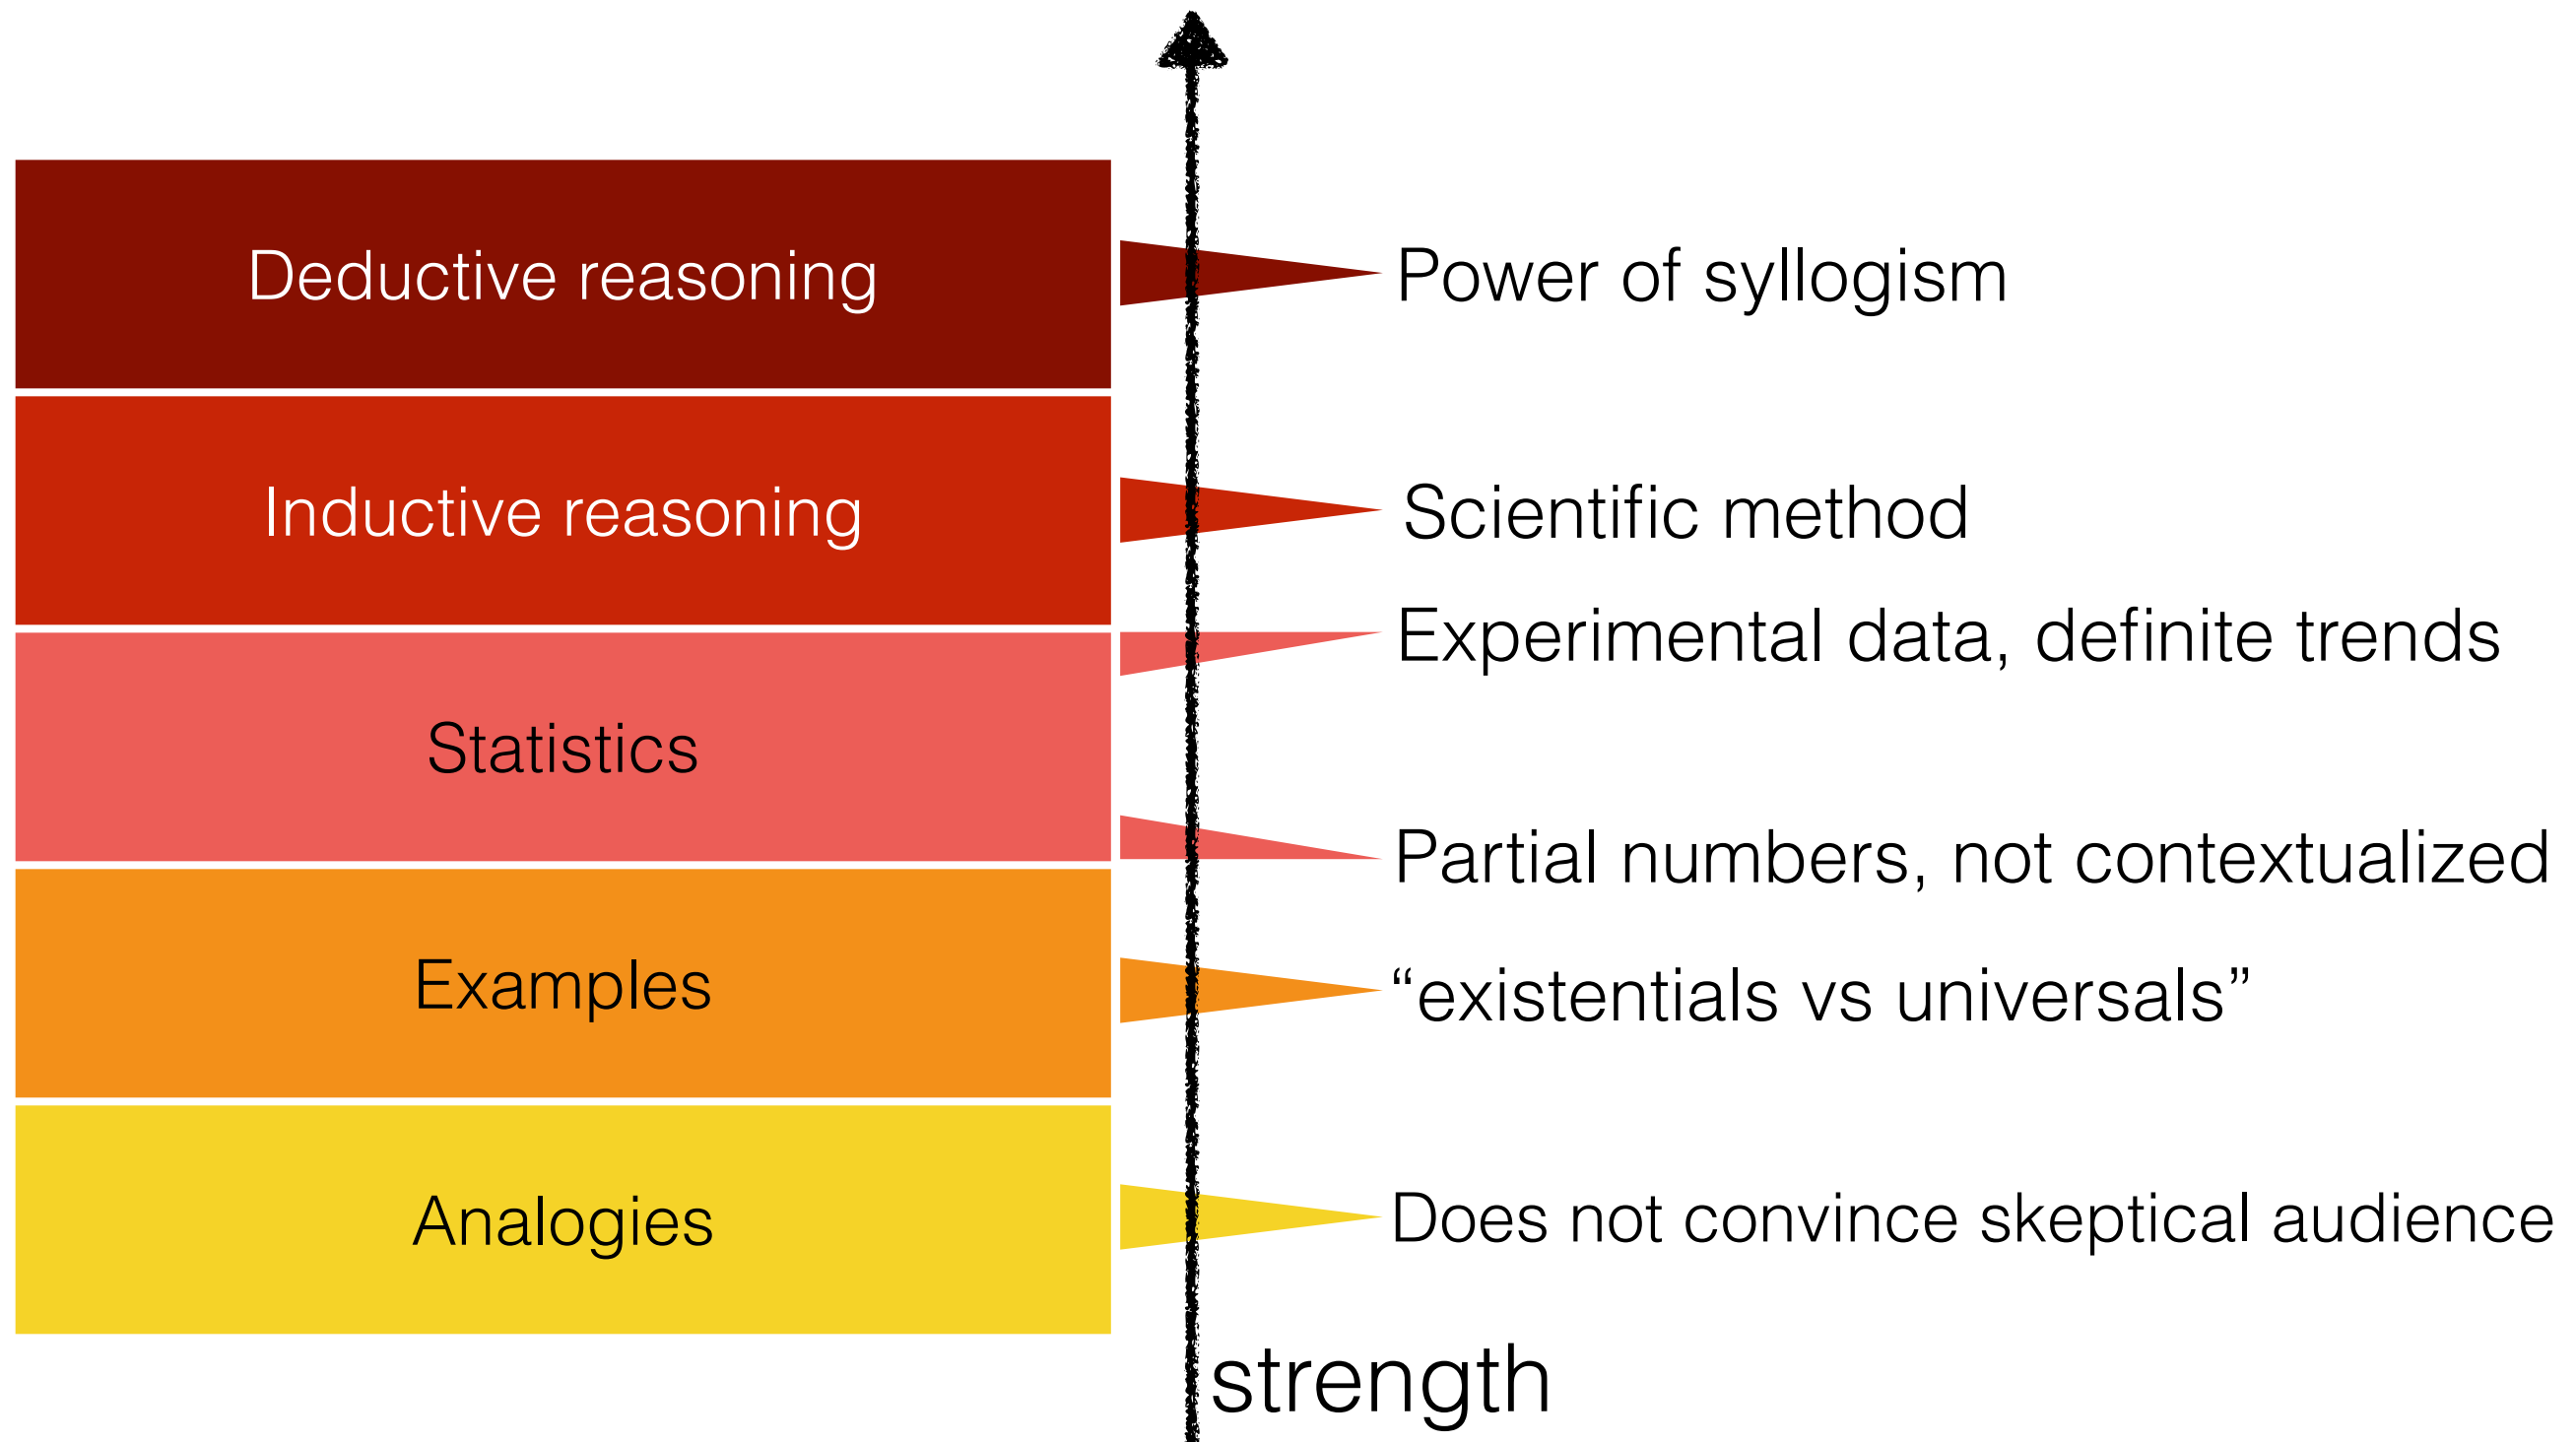 Deductive reasoning
Power of syllogism
Inductive reasoning
Scientific method
Experimental data, definite trends
Statistics
Partial numbers, not contextualized
Examples
“existentials vs universals”
Analogies
Does not convince skeptical audience
strength